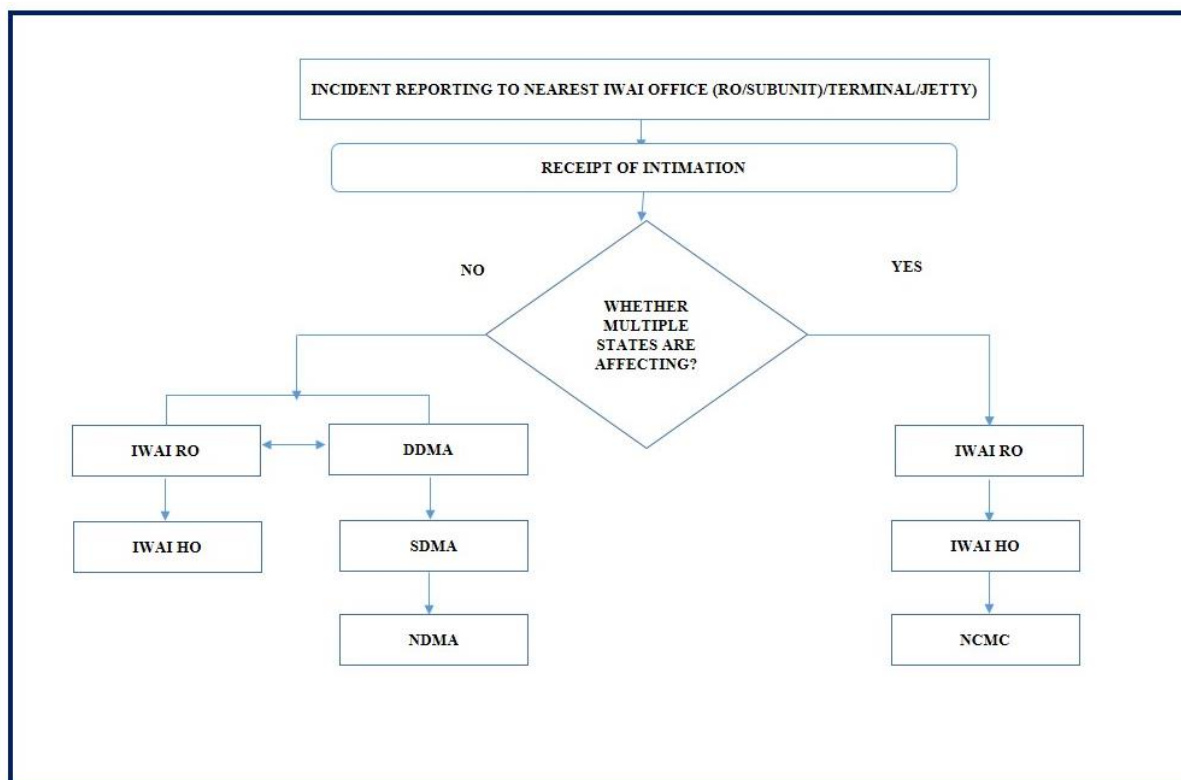 INCIDENT REPORTING TO NEAREST IWAI OFFICE (RO/SUBUNIT)/TERMINAL/JETTY)
RECEIPT OF INTIMATION
NO
YES
WHETHER
MULTIPLE
STATES ARE
AFFECTING?
IWAI RO
DDMA
IWAI RO
IWAI HO
SDMA
IWAI HO
NDMA
NCMC